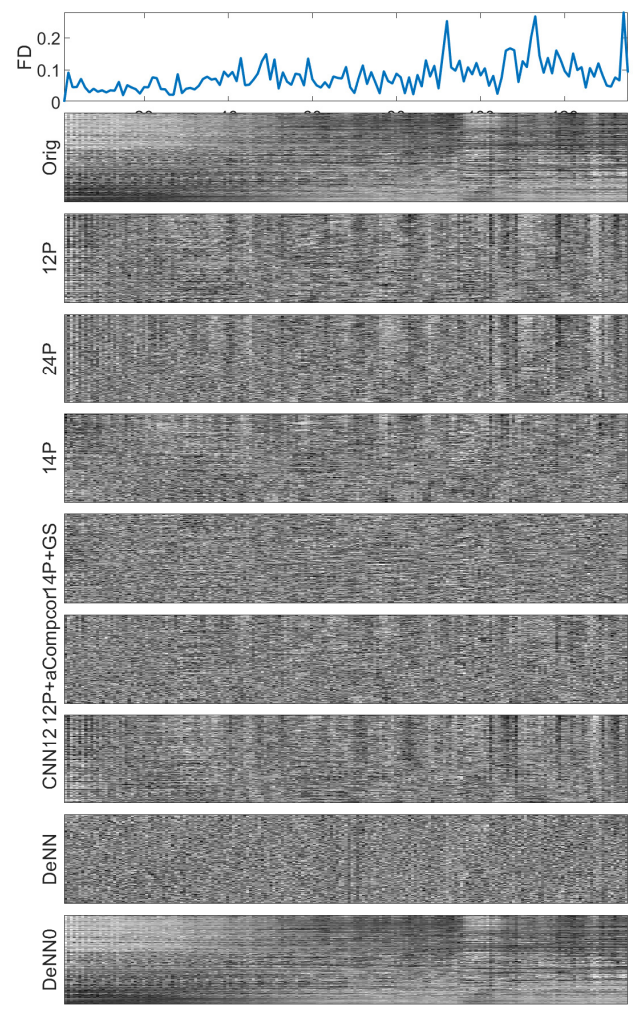 FD
0.2
0.1
0
Orig
12P
24P
14P
14P+GS
12P+aCompcor
CNN12
DeNN
DeNN0